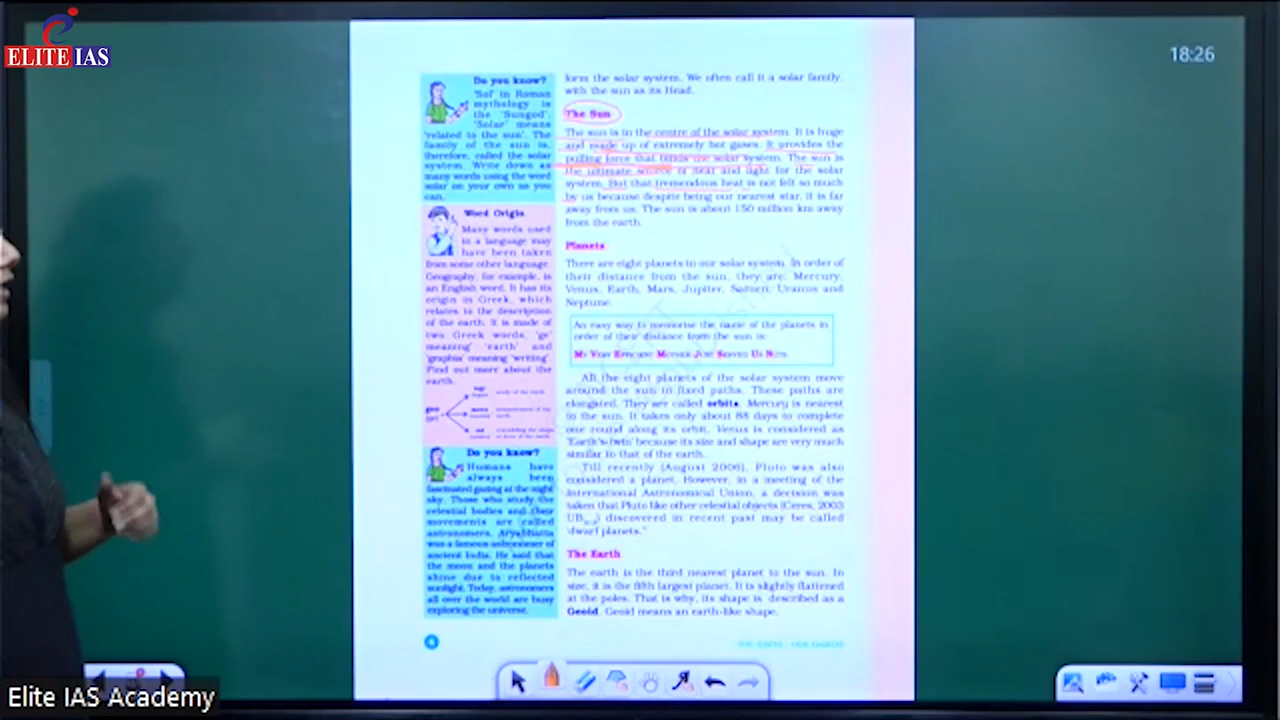 ELITE IAS
18:26
Do you know?
'Sol' in Roman
mythology is
the 'Sungod'.
'Solar' means
'related to the sun'. The
family of the sun is,
therefore, called the solar
system. Write down as
many words using the word
solar on your own as you
can.
Word Origin
Many words used
in a language may
have been taken
from some other language.
Geography, for example, is
an English word. It has its
origin in Greek, which
relates to the description
of the earth. It is made of
two Greek words, 'ge'
meaning 'earth' and
'graphia' meaning 'writing'.
Find out more about the
earth.
geo
Do you know?
Humans have
always been
fascinated gazing at the night
sky. Those who study the
celestial bodies and their
movements are called
astronomers. Aryabhatta
was a famous astronomer of
ancient India. He said that
the moon and the planets
shine due to reflected
sunlight. Today, astronomers
all over the world are busy
exploring the universe.
form the solar system. We often call it a solar family,
with the sun as its Head.
The Sun
The sun is in the centre of the solar system. It is huge
and made up of extremely hot gases. It provides the
pulling force that binds the solar system. The sun is
the ultimate source of heat and light for the solar
system. But that tremendous heat is not felt so much
by us because despite being our nearest star, it is far
away from us. The sun is about 150 million km away
from the earth.
Planets
There are eight planets in our solar system. In order of
their distance from the sun, they are: Mercury,
Venus, Earth, Mars, Jupiter, Saturn, Uranus and
Neptune.
An easy way to memorise the name of the planets in
order of their distance from the sun is:
MY VERY EFFICIENT MOTHER JUST SERVED US NUTS.
All the eight planets of the solar system move
around the sun in fixed paths. These paths are
elongated. They are called orbits. Mercury is nearest
to the sun. It takes only about 88 days to complete
one round along its orbit. Venus is considered as
'Earth's-twin' because its size and shape are very much
similar to that of the earth.
Till recently (August 2006), Pluto was also
considered a planet. However, in a meeting of the
International Astronomical Union, a decision was
taken that Pluto like other celestial objects (Ceres, 2003
UB313) discovered in recent past may be called
'dwarf planets.'
The Earth
The earth is the third nearest planet to the sun. In
size, it is the fifth largest planet. It is slightly flattened
at the poles. That is why, its shape is described as a
Geoid. Geoid means an earth-like shape.
4
Elite IAS Academy